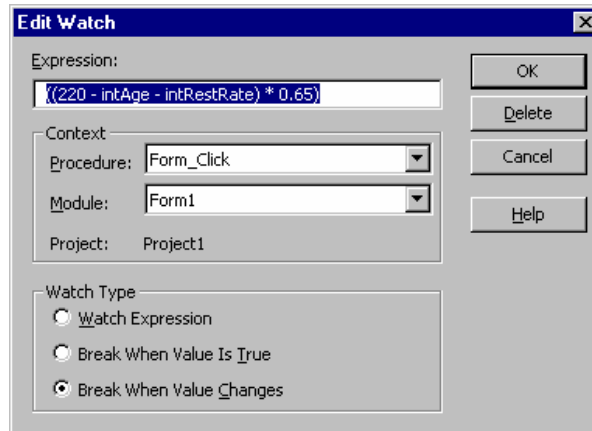 Edit Watch
Expression:
((220 - intAge - intRestRate) * 0.65)
OK
Delete
Cancel
Help
Context
Procedure: Form_Click
Module: Form1
Project: Project1
Watch Type
Watch Expression
Break When Value Is True
Break When Value Changes